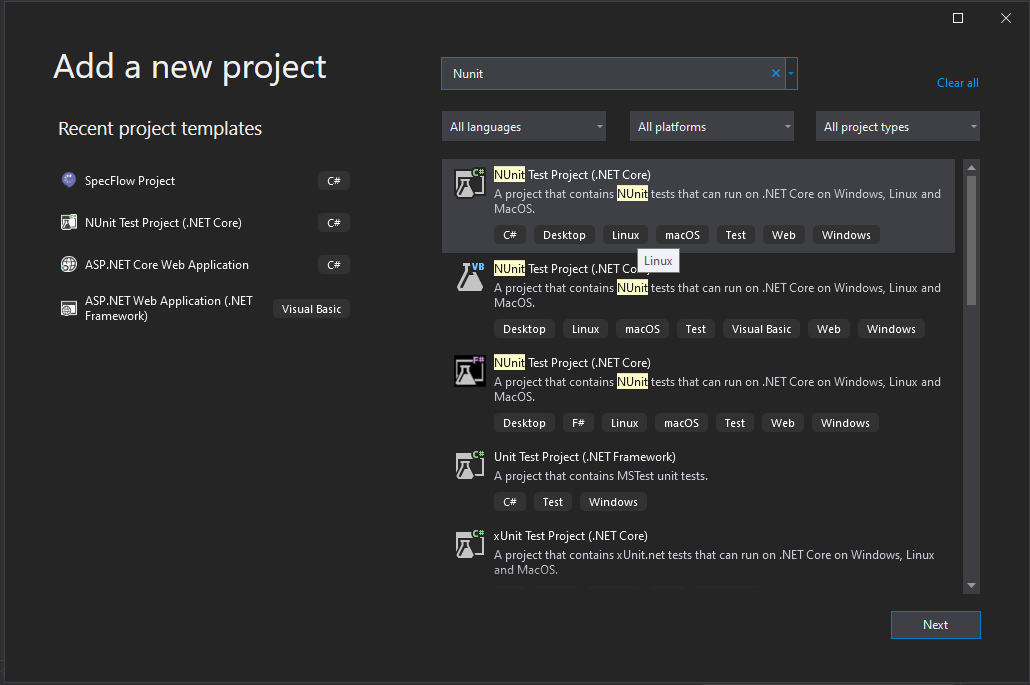 Add a new project
Recent project templates
SpecFlow Project C#
NUnit Test Project (.NET Core) C#
ASP.NET Core Web Application C#
ASP.NET Web Application (.NET
Framework) Visual Basic
Nunit
Clear all
All languages All platforms All project types
C#
NUnit Test Project (.NET Core)
A project that contains NUnit tests that can run on .NET Core on Windows, Linux and
MacOS.
C# Desktop Linux macOS Test Web Windows
Linux
VB
NUnit Test Project (.NET
A project that contains NUnit tests that can run on .NET Core on Windows, Linux and
MacOS.
Desktop Linux macOS Test Visual Basic Web Windows
F#
NUnit Test Project (.NET Core)
A project that contains NUnit tests that can run on .NET Core on Windows, Linux and
MacOS.
Desktop F# Linux macOS Test Web Windows
C#
Unit Test Project (.NET Framework)
A project that contains MSTest unit tests.
C# Test Windows
C#
xUnit Test Project (.NET Core)
A project that contains xUnit.net tests that can run on .NET Core on Windows, Linux
and MacOS.
Next